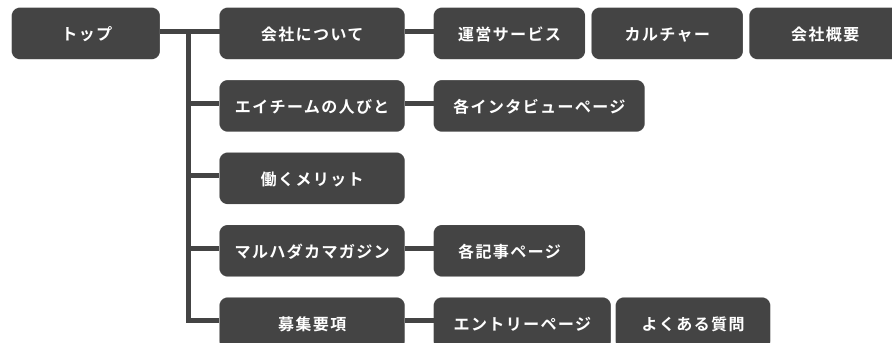 トップ
会社について
運営サービス
カルチャー
会社概要
エイチームの人びと
各インタビューページ
働くメリット
マルハダカマガジン
各記事ページ
募集要項
エントリーページ
よくある質問